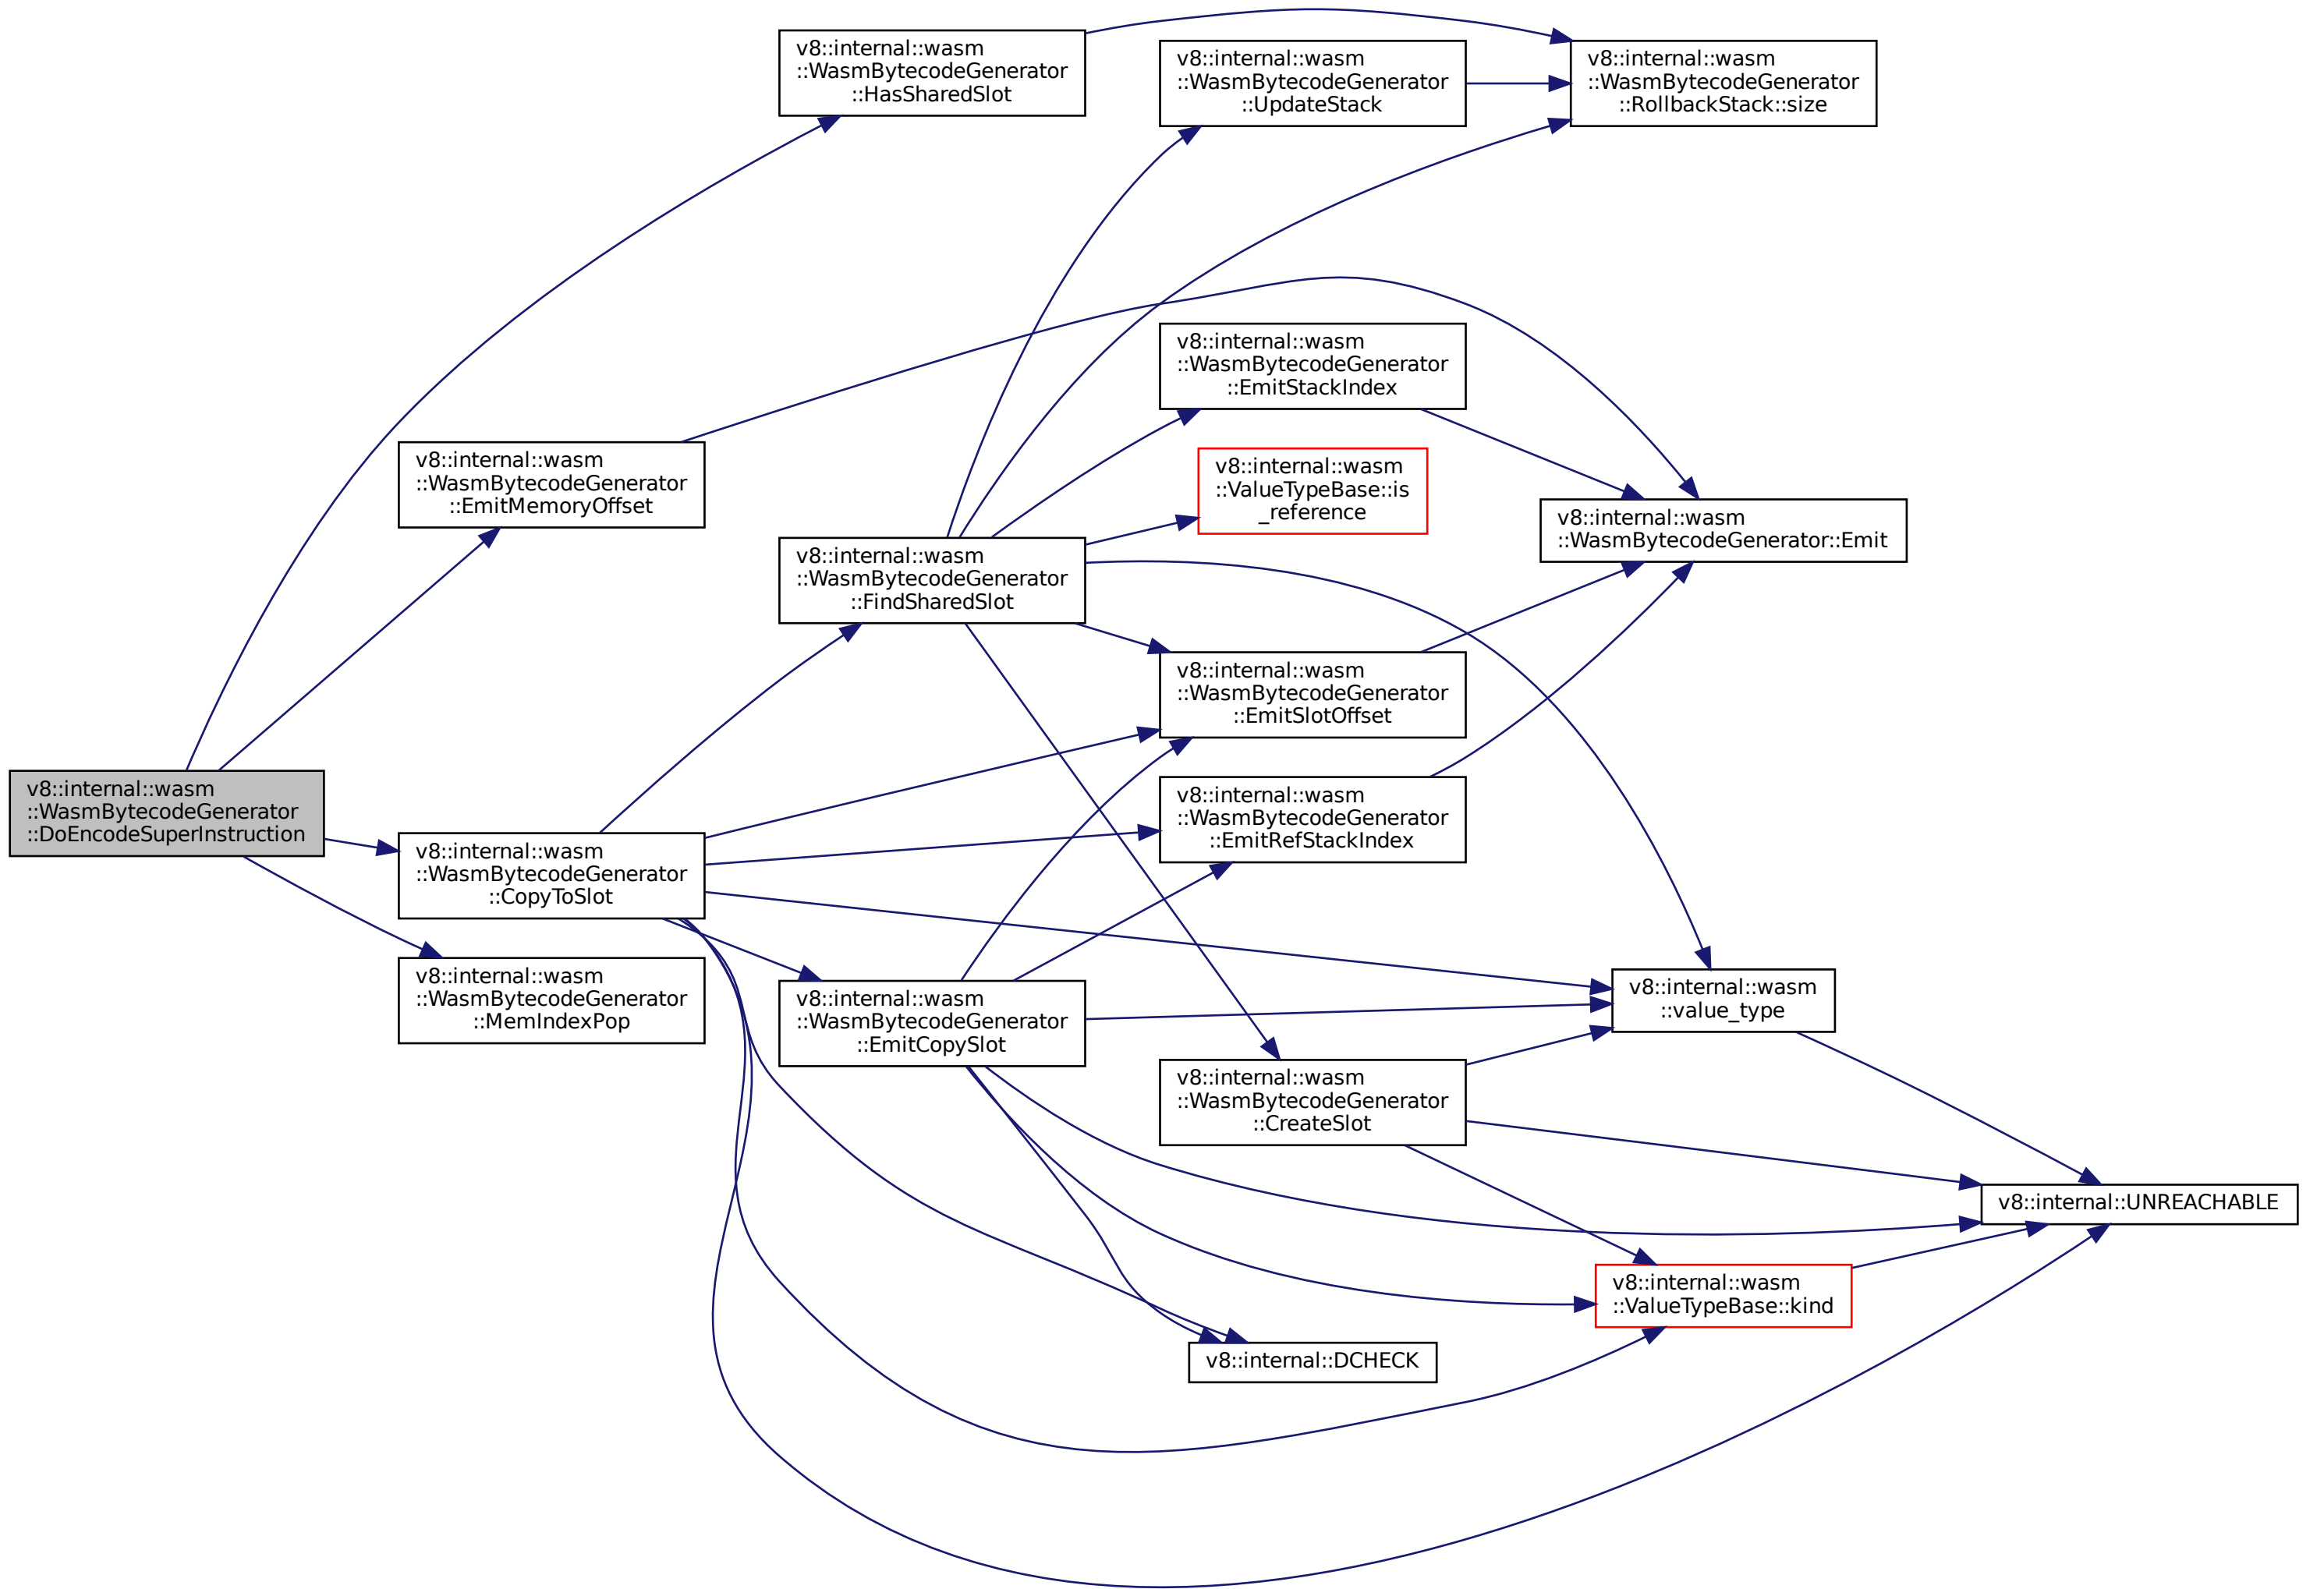 v8::internal::wasm
::WasmBytecodeGenerator
::DoEncodeSuperInstruction
v8::internal::wasm
::WasmBytecodeGenerator
::HasSharedSlot
v8::internal::wasm
::WasmBytecodeGenerator
::EmitMemoryOffset
v8::internal::wasm
::WasmBytecodeGenerator
::CopyToSlot
v8::internal::wasm
::WasmBytecodeGenerator
::MemIndexPop
v8::internal::wasm
::WasmBytecodeGenerator
::FindSharedSlot
v8::internal::wasm
::WasmBytecodeGenerator
::EmitCopySlot
v8::internal::wasm
::WasmBytecodeGenerator
::UpdateStack
v8::internal::wasm
::WasmBytecodeGenerator
::EmitStackIndex
v8::internal::wasm
::ValueTypeBase::is
_reference
v8::internal::wasm
::WasmBytecodeGenerator
::EmitSlotOffset
v8::internal::wasm
::WasmBytecodeGenerator
::EmitRefStackIndex
v8::internal::wasm
::WasmBytecodeGenerator
::CreateSlot
v8::internal::DCHECK
v8::internal::wasm
::WasmBytecodeGenerator
::RollbackStack::size
v8::internal::wasm
::WasmBytecodeGenerator::Emit
v8::internal::wasm
::value_type
v8::internal::wasm
::ValueTypeBase::kind
v8::internal::UNREACHABLE